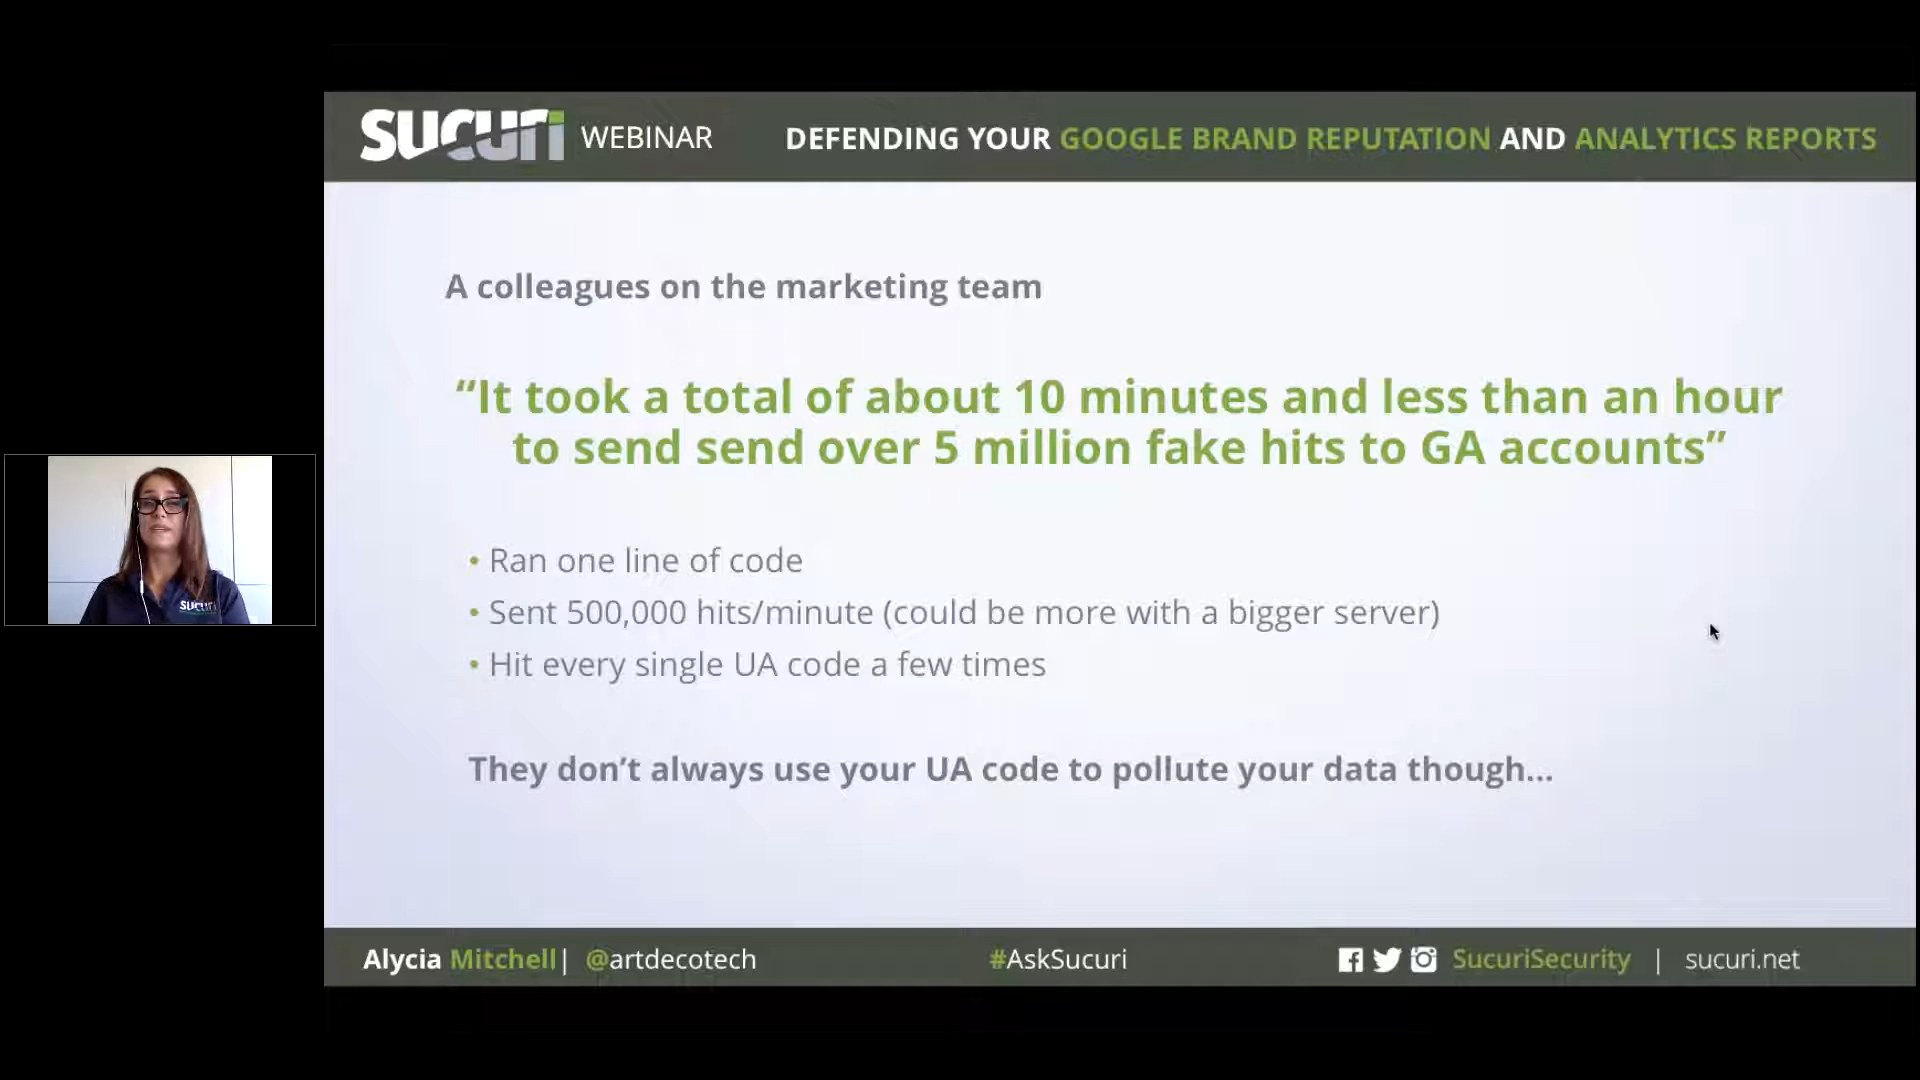 sucuri WEBINAR DEFENDING YOUR GOOGLE BRAND REPUTATION AND ANALYTICS REPORTS
A colleagues on the marketing team
“It took a total of about 10 minutes and less than an hour
to send send over 5 million fake hits to GA accounts”
• Ran one line of code
• Sent 500,000 hits/minute (could be more with a bigger server)
• Hit every single UA code a few times
sucuri
They don’t always use your UA code to pollute your data though...
Alycia Mitchell| @artdecotech #AskSucuri SucuriSecurity | sucuri.net